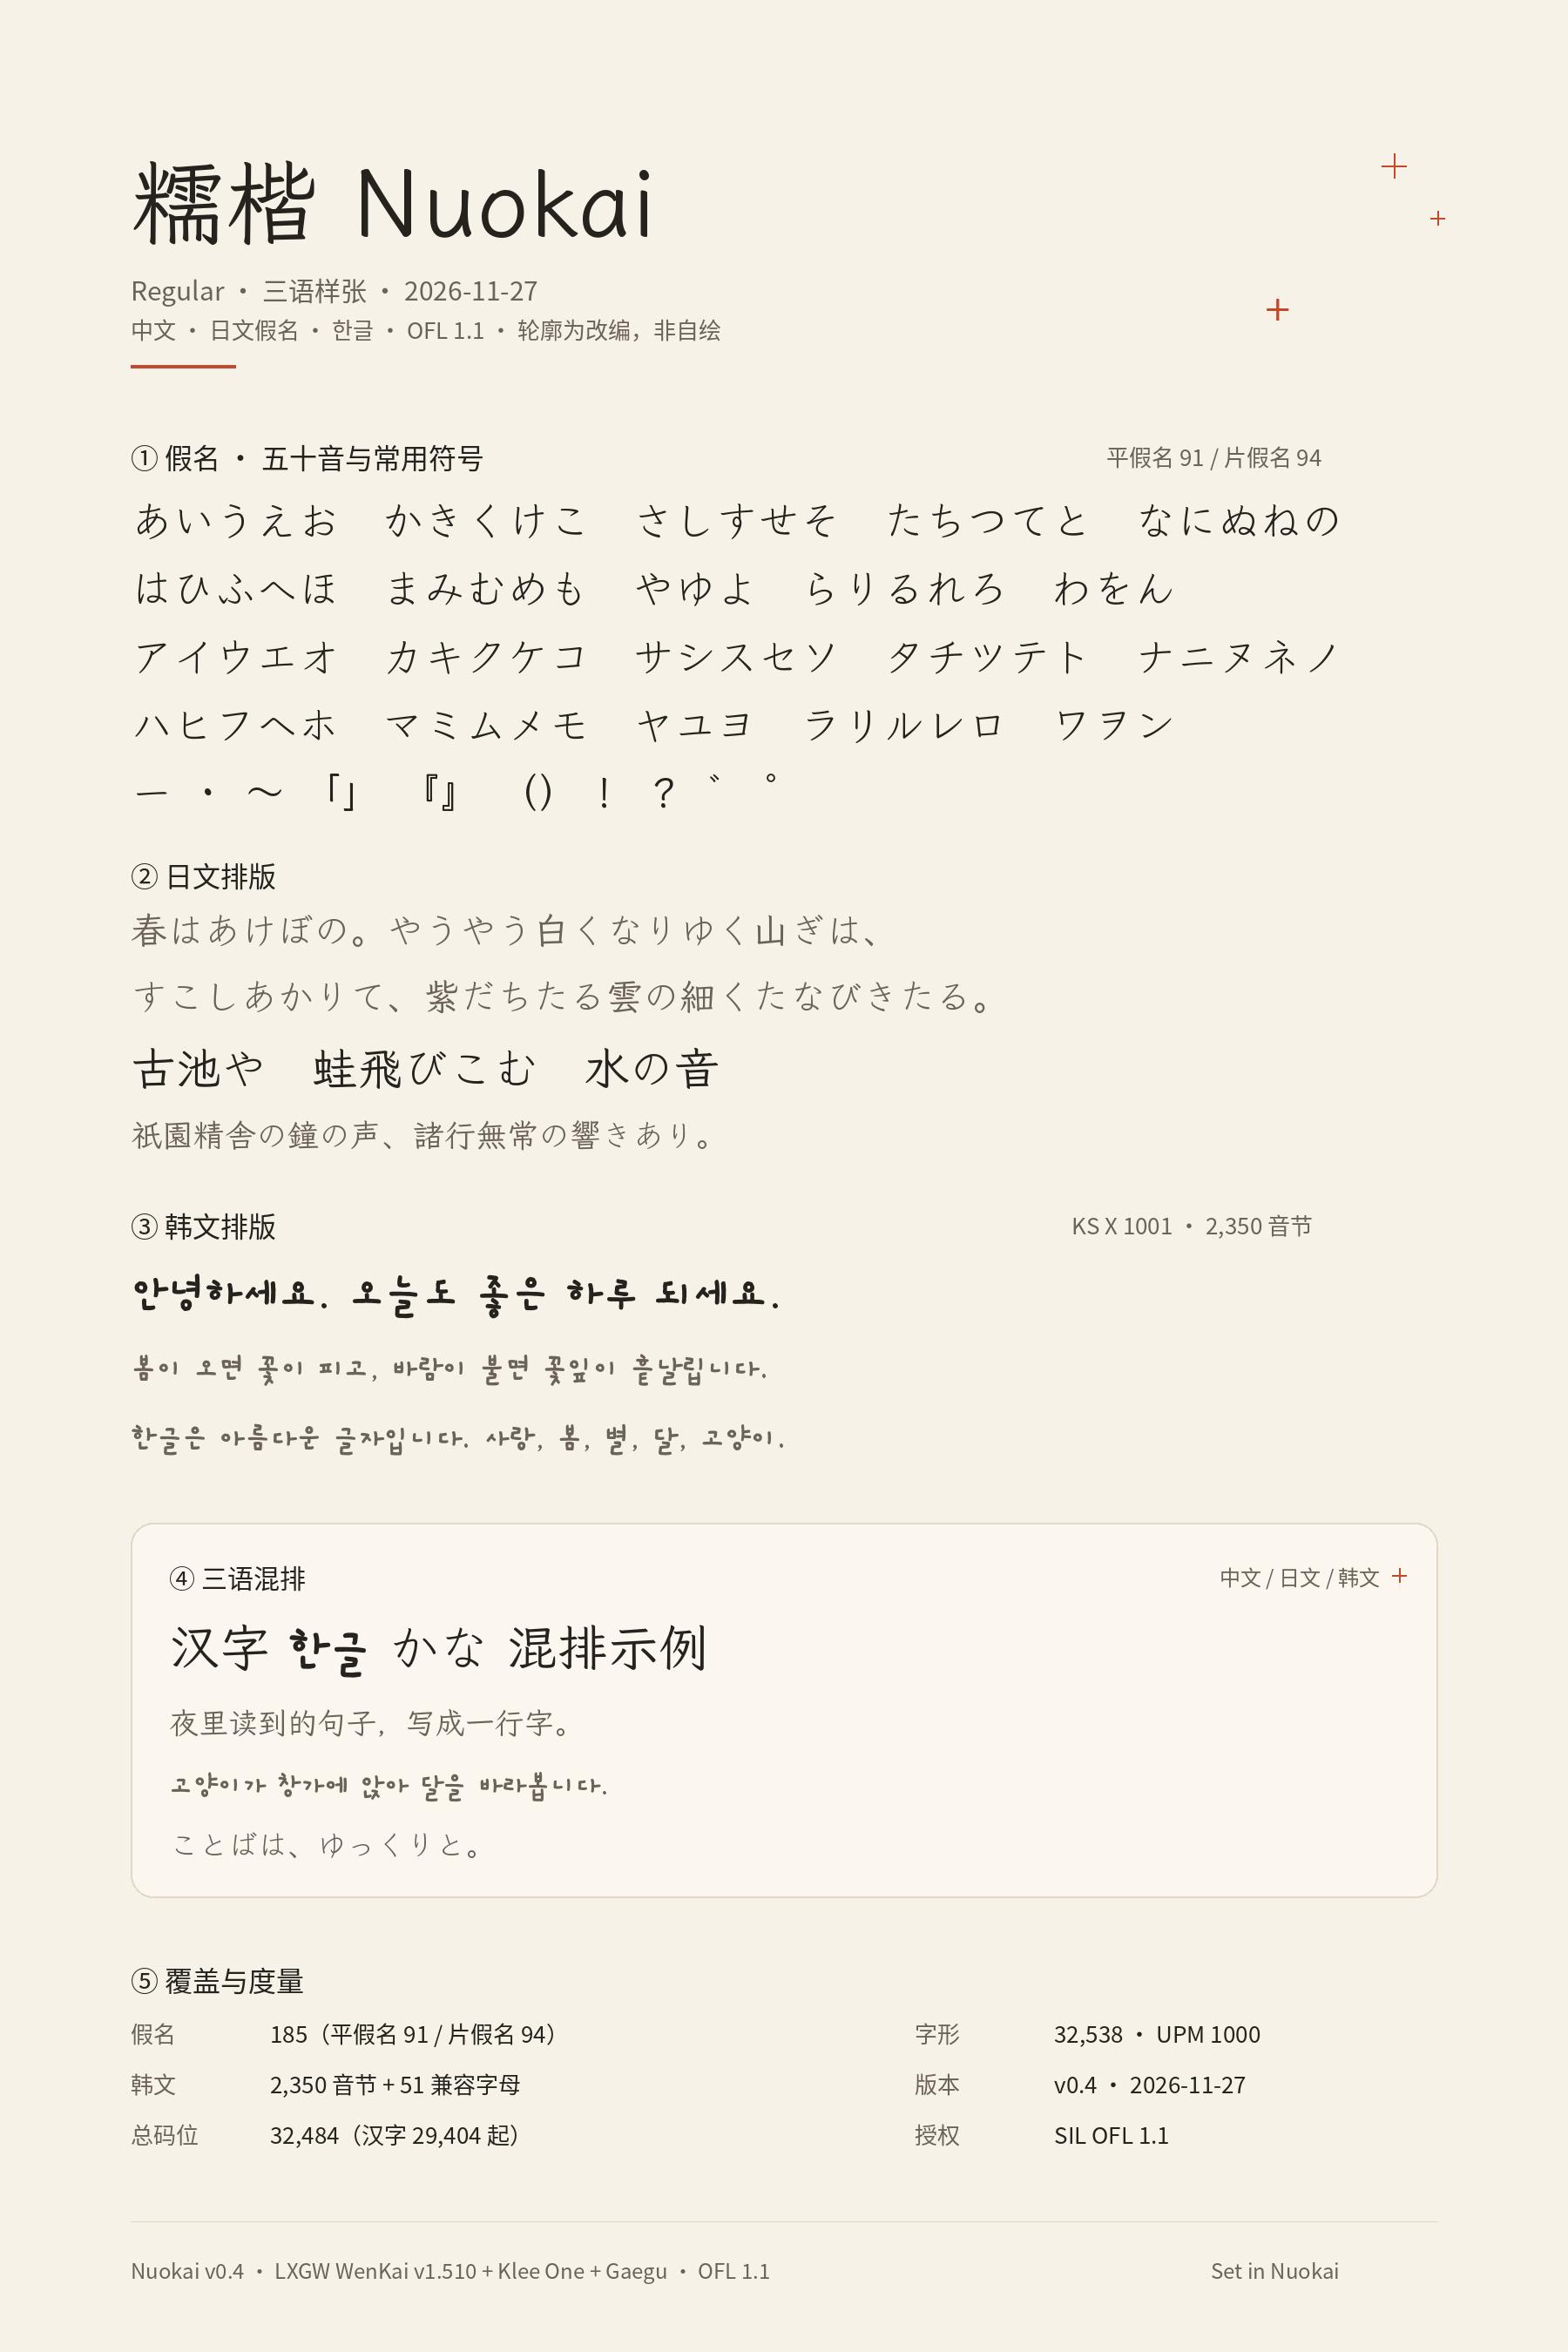 糯楷 Nuokai
Regular · 三语样张 · 2026-11-27
中文 · 日文假名 · 한글 · OFL 1.1 · 轮廓为改编，非自绘
① 假名 · 五十音与常用符号
平假名 91 / 片假名 94
あいうえお　かきくけこ　さしすせそ　たちつてと　なにぬねの
はひふへほ　まみむめも　やゆよ　らりるれろ　わをん
アイウエオ　カキクケコ　サシスセソ　タチツテト　ナニヌネノ
ハヒフヘホ　マミムメモ　ヤユヨ　ラリルレロ　ワヲン
ー ・ 〜 「」 『』 （） ！ ？ ゛ ゜
② 日文排版
春はあけぼの。やうやう白くなりゆく山ぎは、
すこしあかりて、紫だちたる雲の細くたなびきたる。
古池や　蛙飛びこむ　水の音
祇園精舎の鐘の声、諸行無常の響きあり。
③ 韩文排版
KS X 1001 · 2,350 音节
안녕하세요. 오늘도 좋은 하루 되세요.
봄이 오면 꽃이 피고, 바람이 불면 꽃잎이 흩날립니다.
한글은 아름다운 글자입니다. 사랑, 봄, 별, 달, 고양이.
④ 三语混排
中文 / 日文 / 韩文
汉字 한글 かな 混排示例
夜里读到的句子，写成一行字。
고양이가 창가에 앉아 달을 바라봅니다.
ことばは、ゆっくりと。
⑤ 覆盖与度量
假名 185（平假名 91 / 片假名 94）
字形 32,538 · UPM 1000
韩文 2,350 音节 + 51 兼容字母
版本 v0.4 · 2026-11-27
总码位 32,484（汉字 29,404 起）
授权 SIL OFL 1.1
Nuokai v0.4 · LXGW WenKai v1.510 + Klee One + Gaegu · OFL 1.1
Set in Nuokai